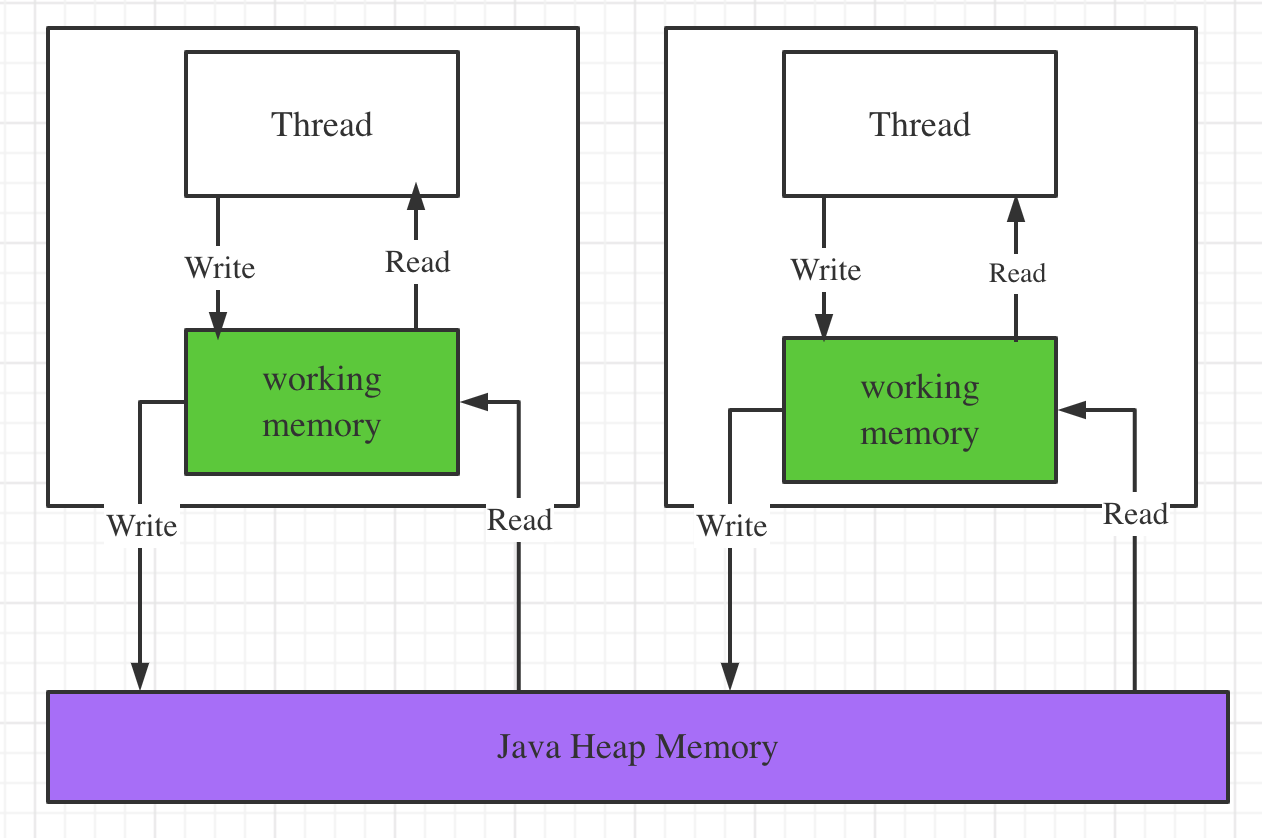 Thread
Thread
Write
Read
Write
Read
working
memory
working
memory
Write
Read
Write
Read
Java Heap Memory